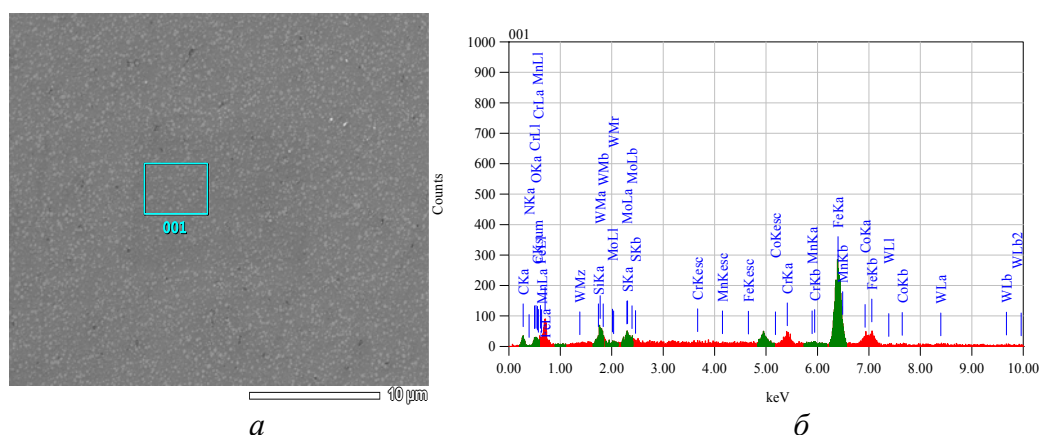 001
10 μm
а
001
1000
900
800
700
600
500
400
300
200
100
0
Counts
CKa
NKa
OKa
CrLl
CrLa
MnLl
MnLa
FeLa
WMz
SiKa
WMa
WMb
MoLl
WMr
SKa
MoLa
MoLb
SKb
CrKesc
MnKesc
FeKesc
CoKesc
CrKa
CrKb
MnKa
FeKa
MnKb
CoKa
FeKb
WLl
CoKb
WLa
WLb
WLb2
0.00 1.00 2.00 3.00 4.00 5.00 6.00 7.00 8.00 9.00 10.00
keV
б